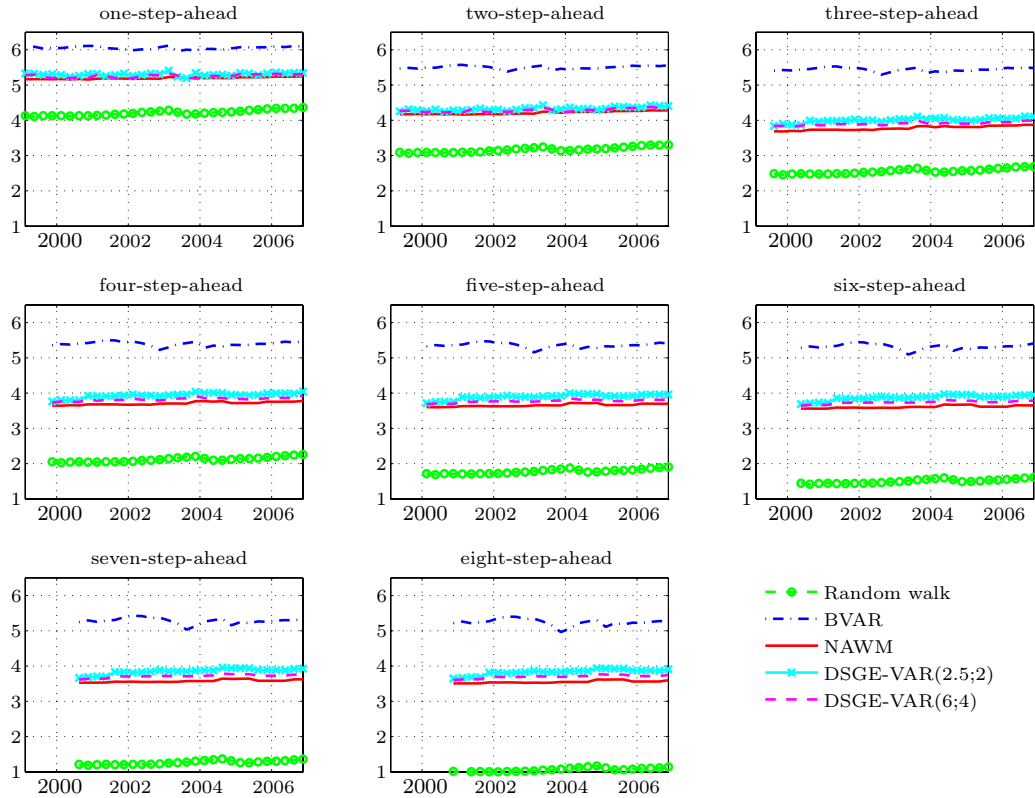 one-step-ahead
two-step-ahead
three-step-ahead
6
5
4
3
2
1
2000 2002 2004 2006
6
5
4
3
2
1
2000 2002 2004 2006
6
5
4
3
2
1
2000 2002 2004 2006
four-step-ahead
five-step-ahead
six-step-ahead
6
5
4
3
2
1
2000 2002 2004 2006
6
5
4
3
2
1
2000 2002 2004 2006
6
5
4
3
2
1
2000 2002 2004 2006
seven-step-ahead
eight-step-ahead
6
5
4
3
2
1
2000 2002 2004 2006
6
5
4
3
2
1
2000 2002 2004 2006
Random walk
BVAR
NAWM
DSGE-VAR(2.5;2)
DSGE-VAR(6;4)